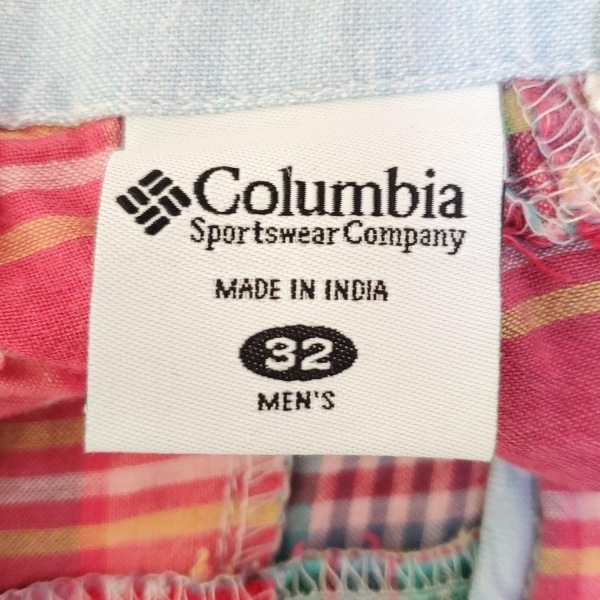 Columbia
Sportswear Company
MADE IN INDIA
32
MEN'S